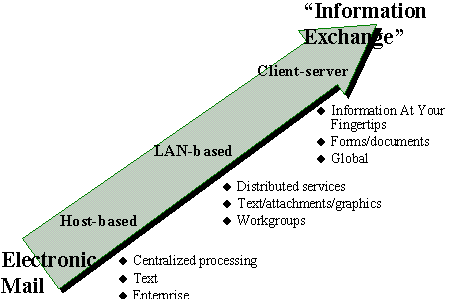 “Information
Exchange”
Client-server
Information At Your
Fingertips
Forms/documents
Global
LAN-based
Distributed services
Text/attachments/graphics
Workgroups
Host-based
Electronic
Mail
Centralized processing
Text
Enterprise